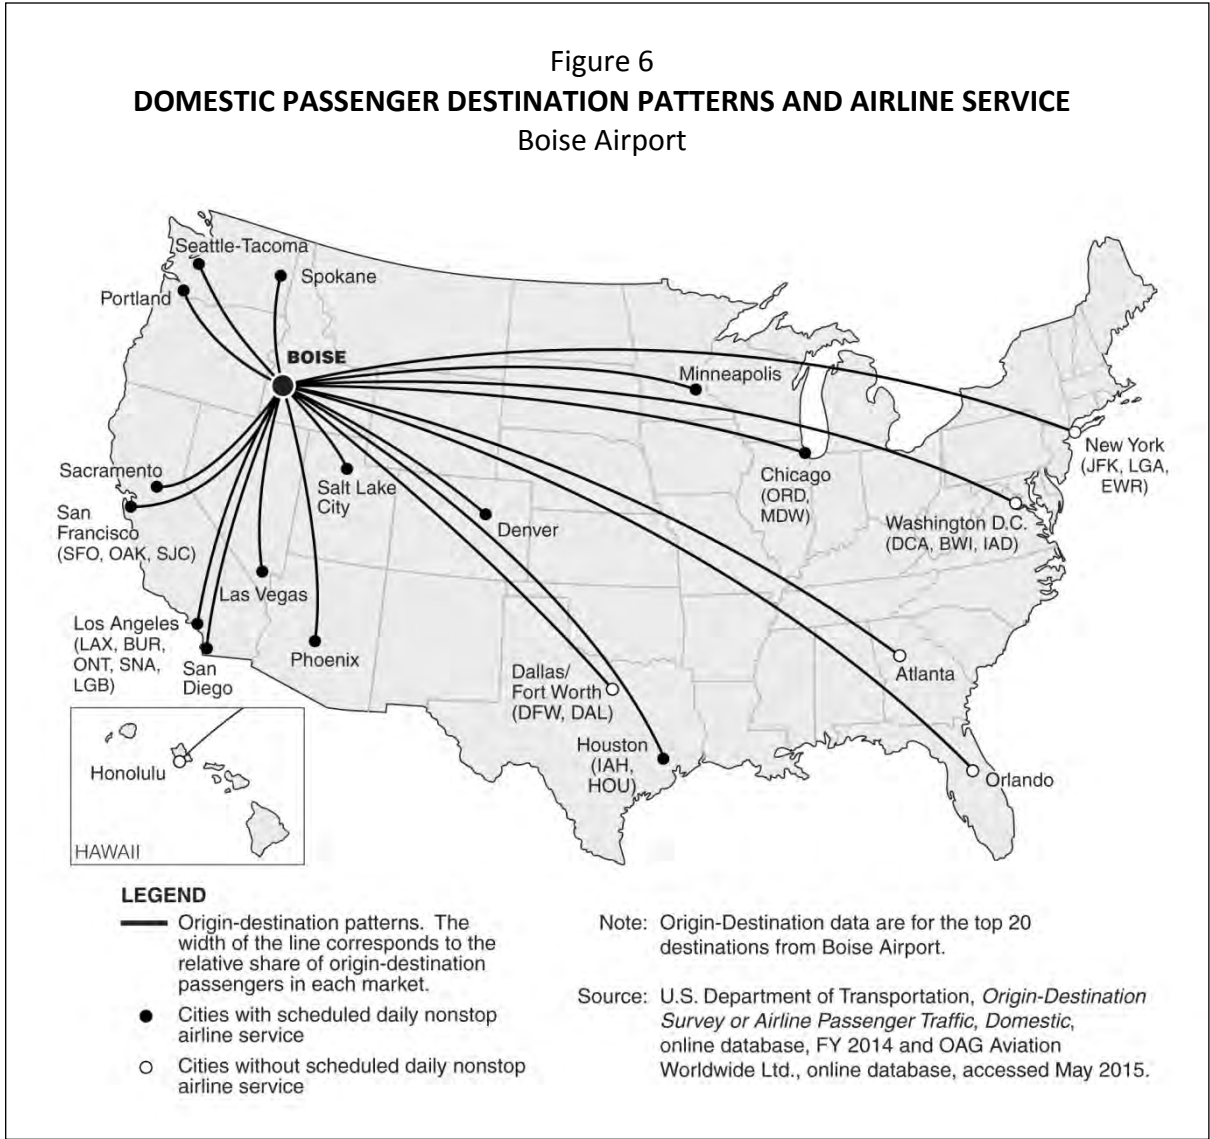 Figure 6
DOMESTIC PASSENGER DESTINATION PATTERNS AND AIRLINE SERVICE
Boise Airport
Seattle-Tacoma
Spokane
Portland
BOISE
Minneapolis
New York
(JFK, LGA,
EWR)
Sacramento
San
Francisco
(SFO, OAK, SJC)
Salt Lake
City
Denver
Chicago
(ORD,
MDW)
Washington D.C.
(DCA, BWI, IAD)
Las Vegas
Los Angeles
(LAX, BUR,
ONT, SNA,
LGB)
San
Diego
Phoenix
Dallas/
Fort Worth
(DFW, DAL)
Atlanta
Houston
(IAH,
HOU)
Orlando
Honolulu
HAWAII
LEGEND
Origin-destination patterns. The
width of the line corresponds to the
relative share of origin-destination
passengers in each market.
Cities with scheduled daily nonstop
airline service
Cities without scheduled daily nonstop
airline service
Note: Origin-Destination data are for the top 20
destinations from Boise Airport.
Source: U.S. Department of Transportation, Origin-Destination
Survey or Airline Passenger Traffic, Domestic,
online database, FY 2014 and OAG Aviation
Worldwide Ltd., online database, accessed May 2015.